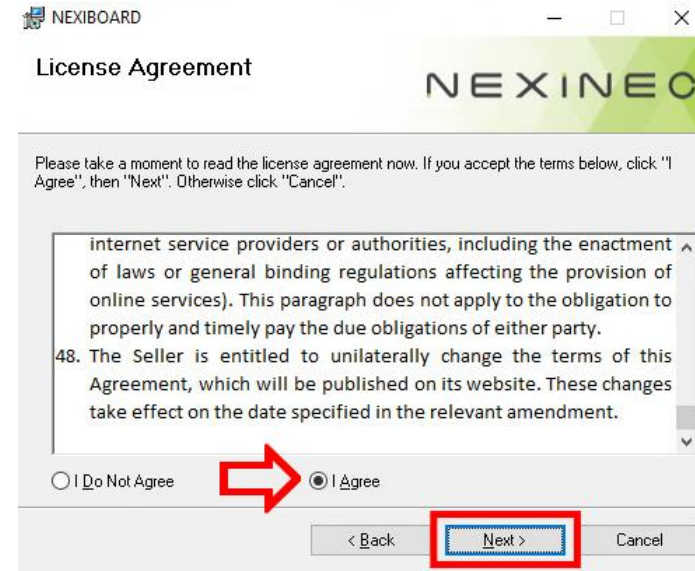 NEXIBOARD
License Agreement
NEXINEO
Please take a moment to read the license agreement now. If you accept the terms below, click "I
Agree", then "Next". Otherwise click "Cancel".
internet service providers or authorities, including the enactment
of laws or general binding regulations affecting the provision of
online services). This paragraph does not apply to the obligation to
properly and timely pay the due obligations of either party.
48. The Seller is entitled to unilaterally change the terms of this
Agreement, which will be published on its website. These changes
take effect on the date specified in the relevant amendment.
I Do Not Agree
I Agree
< Back
Next >
Cancel